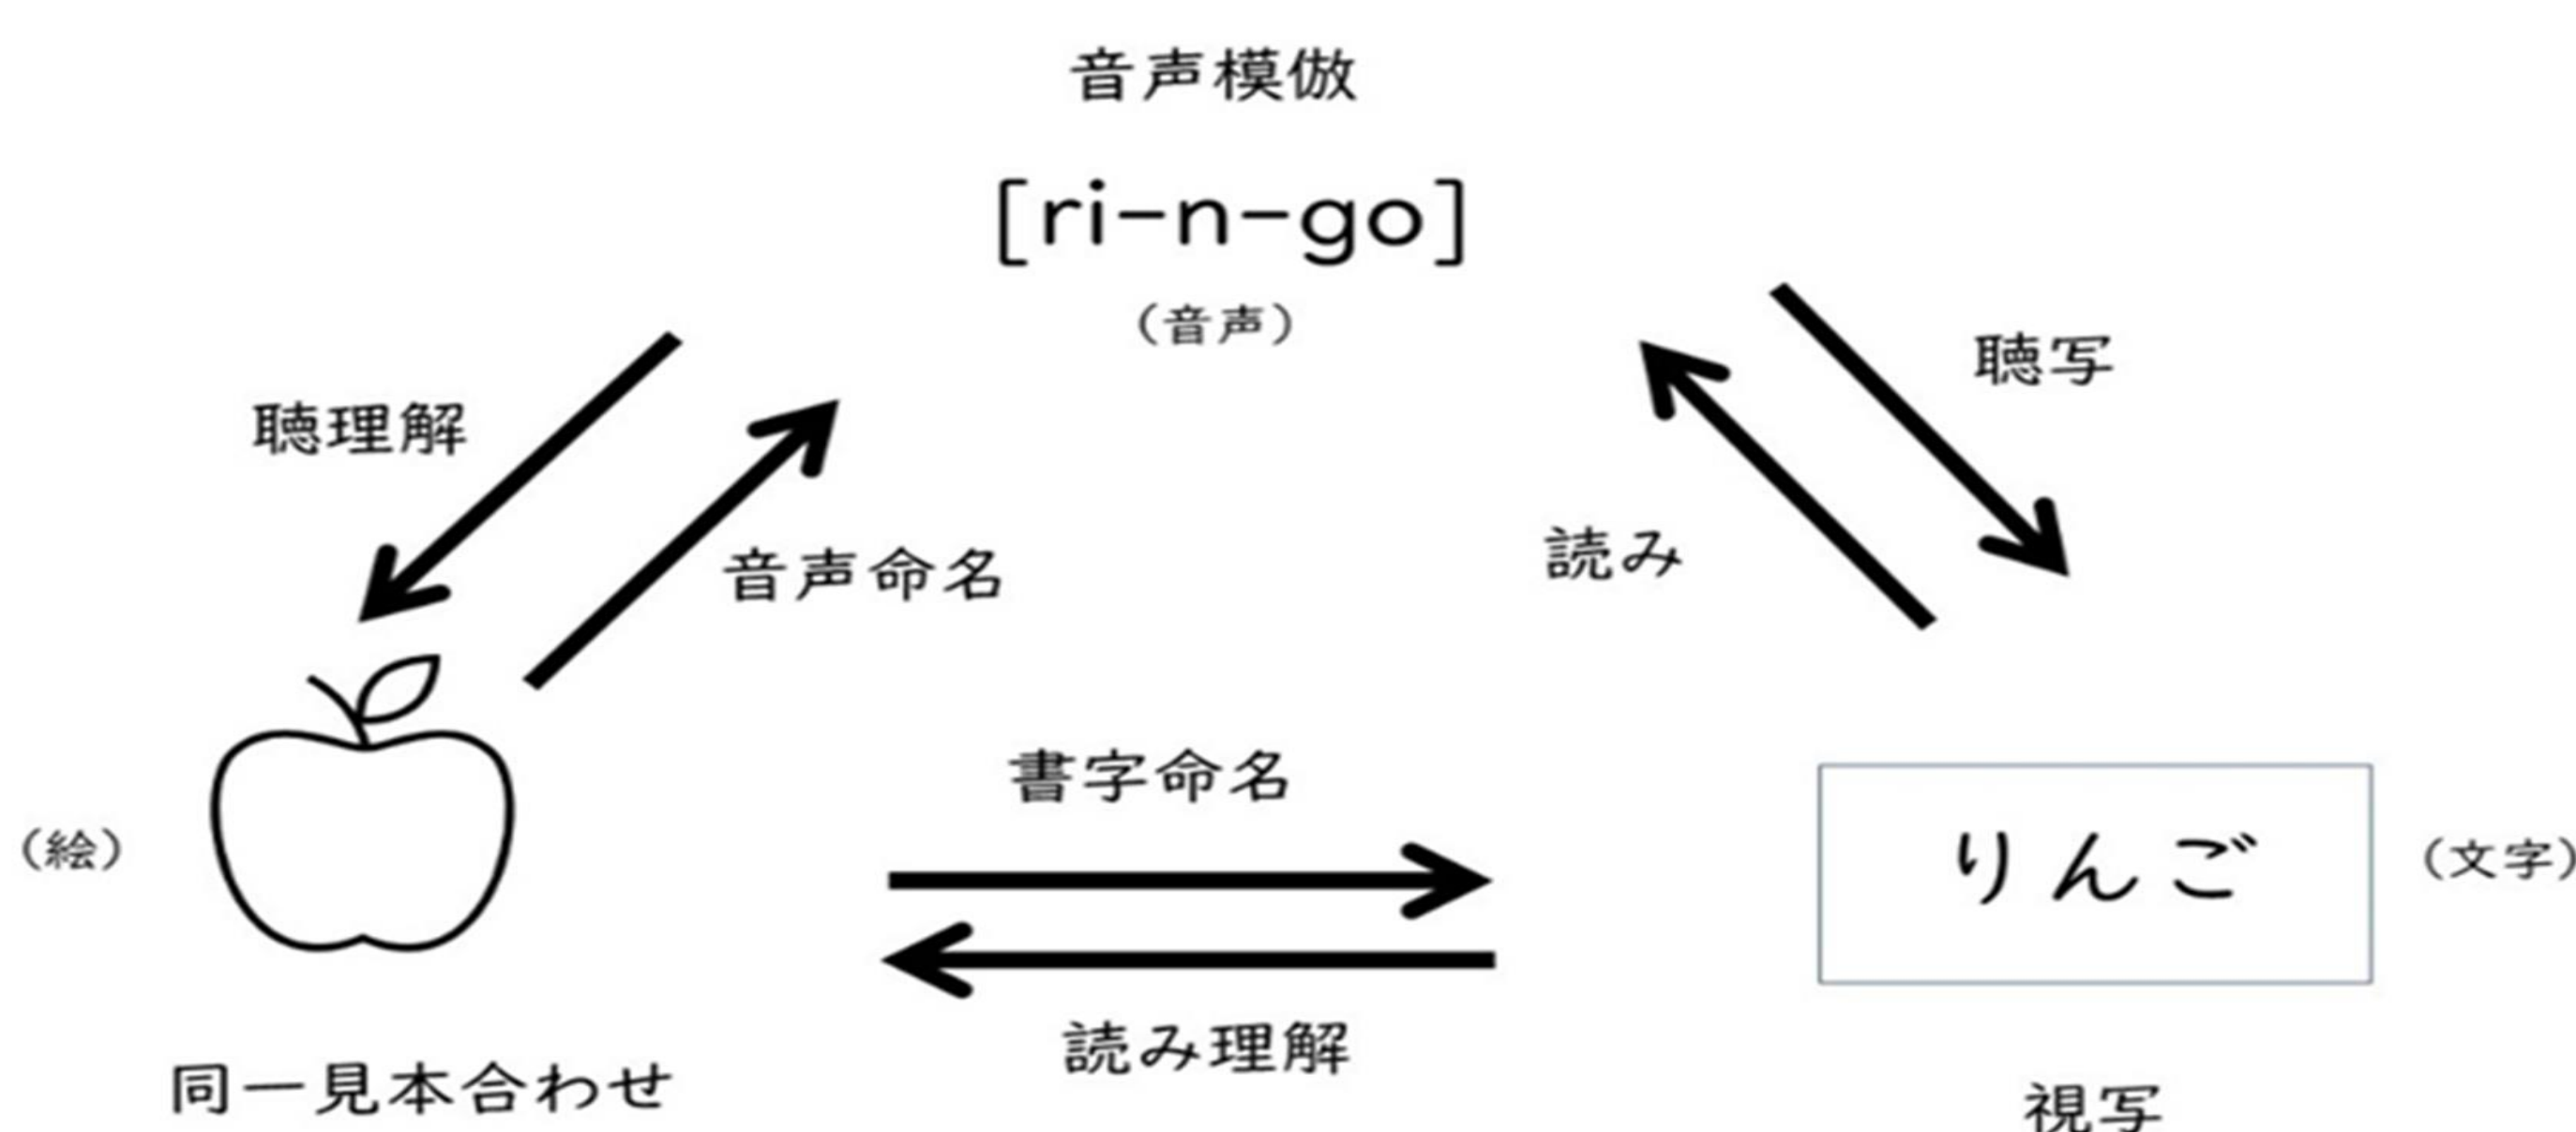 音声模倣
[ri-n-go]
(音声)
聴理解
聴写
音声命名
読み
書字命名
(絵)
りんご
(文字)
読み理解
同一見本合わせ
視写